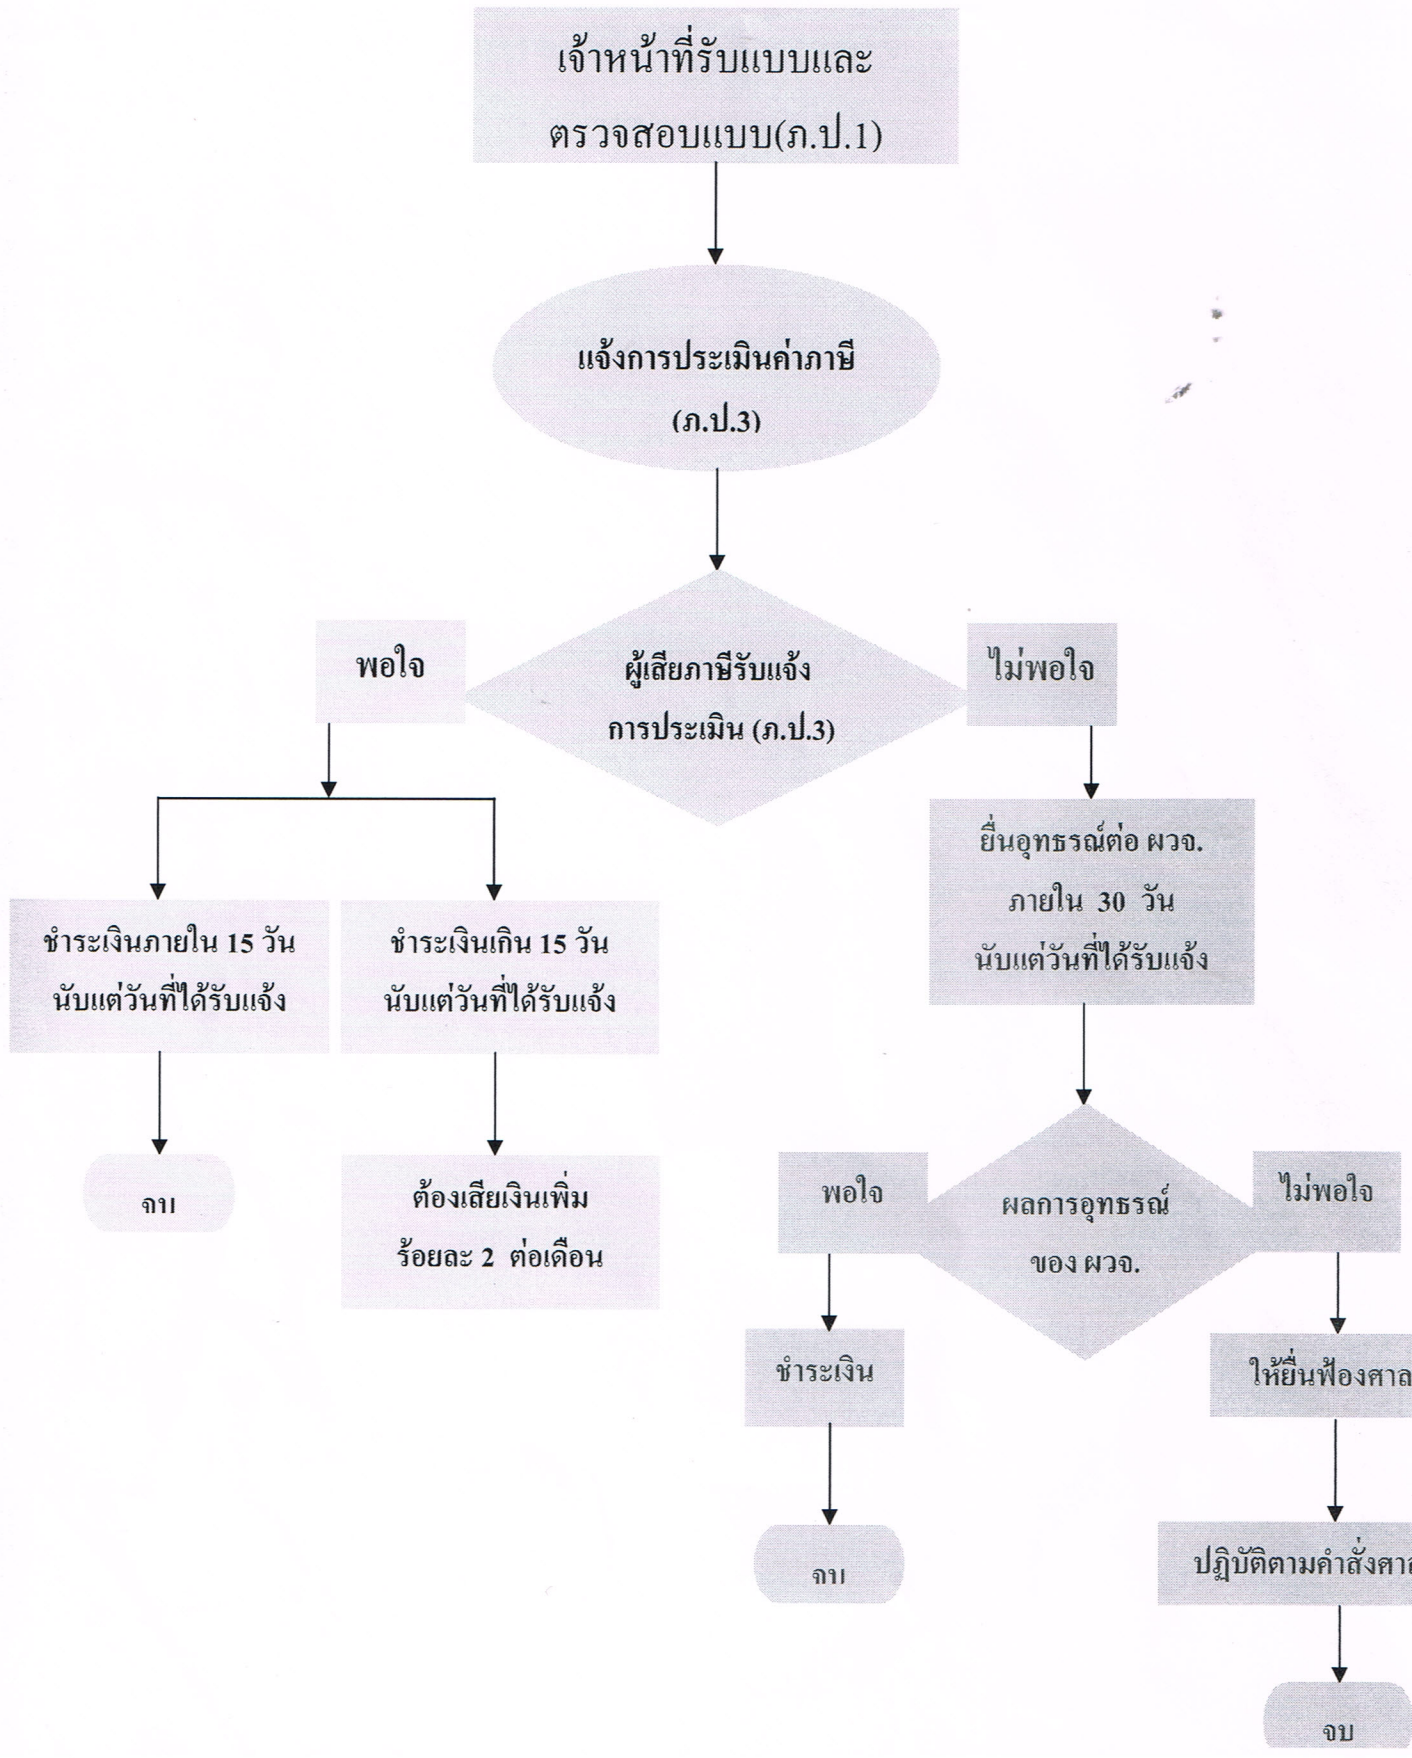 เจ้าหน้าที่รับแบบและ
ตรวจสอบแบบ(ภ.ป.1)
แจ้งการประเมินค่าภาษี
(ภ.ป.3)
พอใจ
ผู้เสียภาษีรับแจ้ง
การประเมิน (ภ.ป.3)
ไม่พอใจ
ชำระเงินภายใน 15 วัน
นับแต่วันที่ได้รับแจ้ง
ชำระเงินเกิน 15 วัน
นับแต่วันที่ได้รับแจ้ง
ยื่นอุทธรณ์ต่อ ผวจ.
ภายใน 30 วัน
นับแต่วันที่ได้รับแจ้ง
จบ
ต้องเสียเงินเพิ่ม
ร้อยละ 2 ต่อเดือน
พอใจ
ผลการอุทธรณ์
ของ ผวจ.
ไม่พอใจ
ชำระเงิน
ให้ยื่นฟ้องศาล
จบ
ปฏิบัติตามคำสั่งศาล
จบ